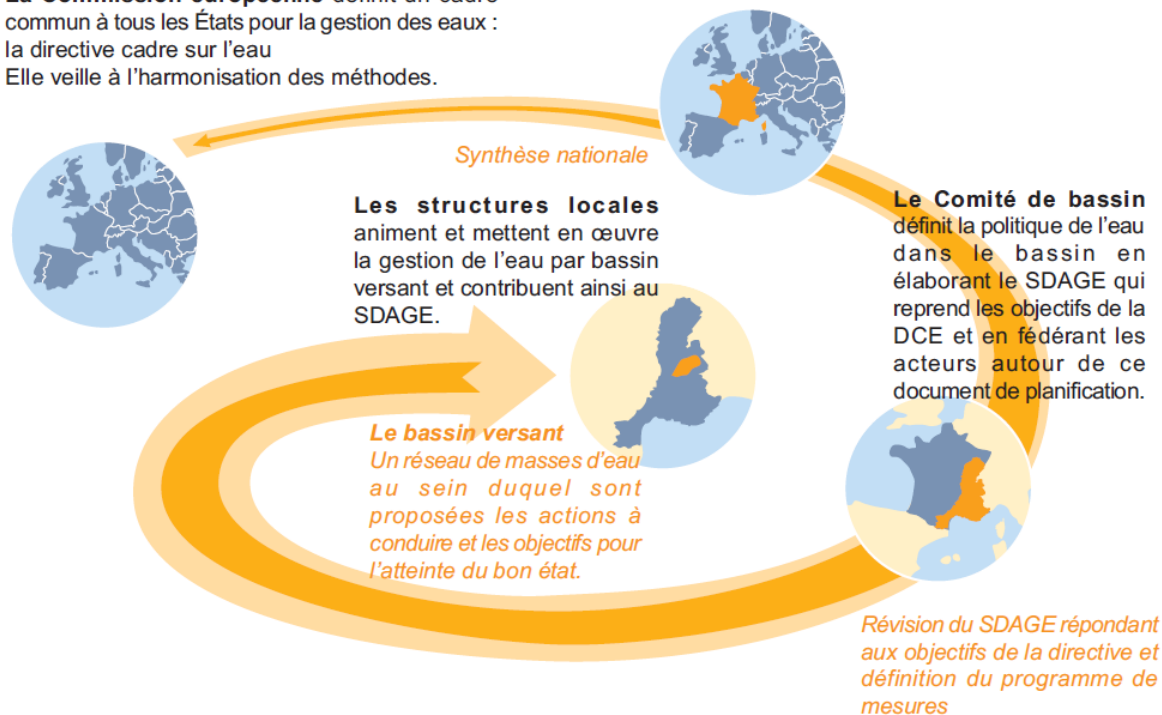 La Commission européenne définit un cadre
commun à tous les États pour la gestion des eaux :
la directive cadre sur l'eau
Elle veille à l'harmonisation des méthodes.
Synthèse nationale
Les structures locales
animent et mettent en œuvre
la gestion de l'eau par bassin
versant et contribuent ainsi au
SDAGE.
Le Comité de bassin
définit la politique de l'eau
dans le bassin en
élaborant le SDAGE qui
reprend les objectifs de la
DCE et en fédérant les
acteurs autour de ce
document de planification.
Le bassin versant
Un réseau de masses d'eau
au sein duquel sont
proposées les actions à
conduire et les objectifs pour
l'atteinte du bon état.
Révision du SDAGE répondant
aux objectifs de la directive et
définition du programme de
mesures